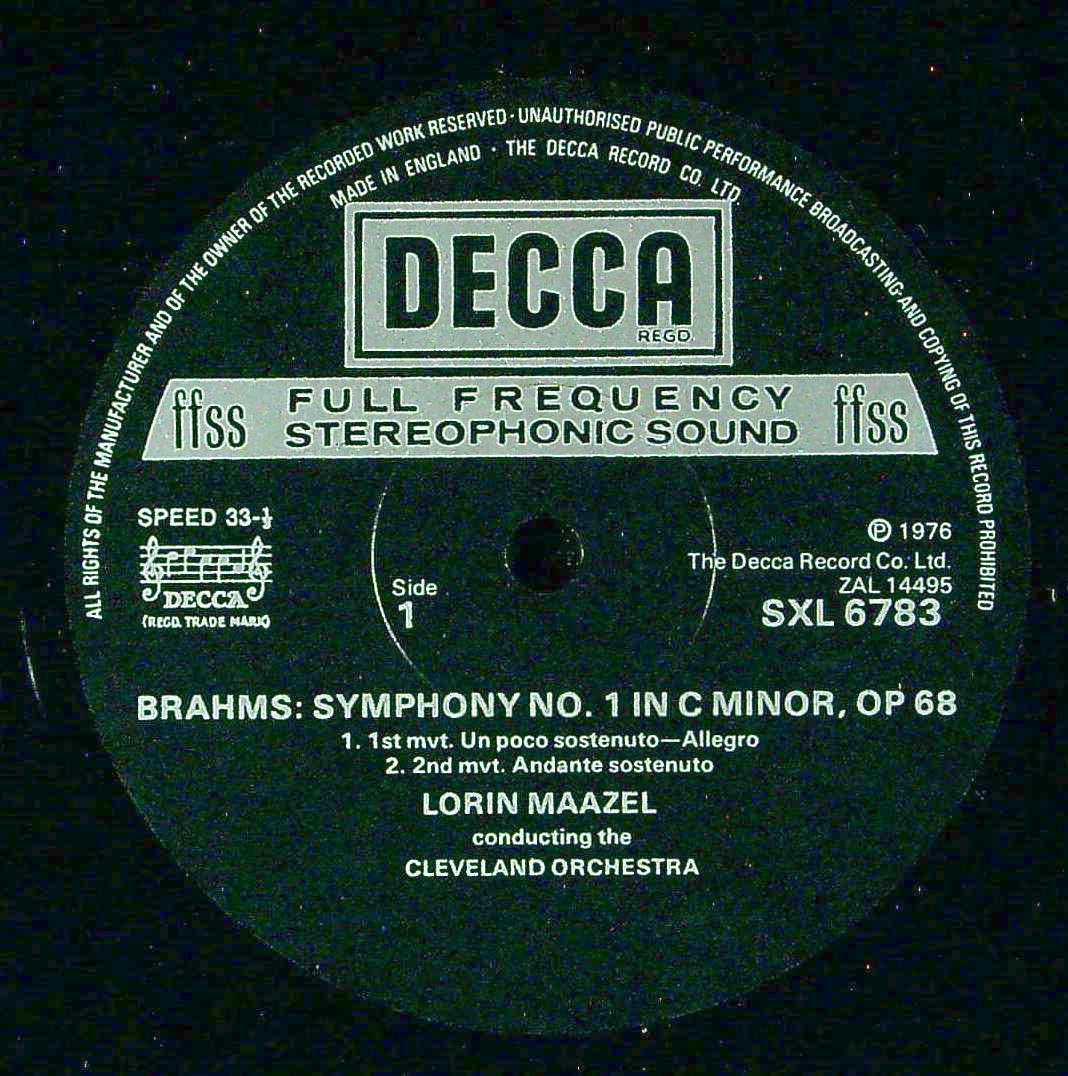 ALL RIGHTS OF THE MANUFACTURER AND OF THE OWNER OF THE RECORDED WORK RESERVED · UNAUTHORISED PUBLIC PERFORMANCE BROADCASTING AND COPYING OF THIS RECORD PROHIBITED
MADE IN ENGLAND · THE DECCA RECORD CO. LTD.
DECCA
REGD.
ffss FULL FREQUENCY ffss
STEREOPHONIC SOUND
SPEED 33-⅓
DECCA
(REGD. TRADE MARK)
Side
1
℗ 1976
The Decca Record Co. Ltd.
ZAL 14495
SXL 6783
BRAHMS: SYMPHONY NO. 1 IN C MINOR, OP 68
1. 1st mvt. Un poco sostenuto—Allegro
2. 2nd mvt. Andante sostenuto
LORIN MAAZEL
conducting the
CLEVELAND ORCHESTRA